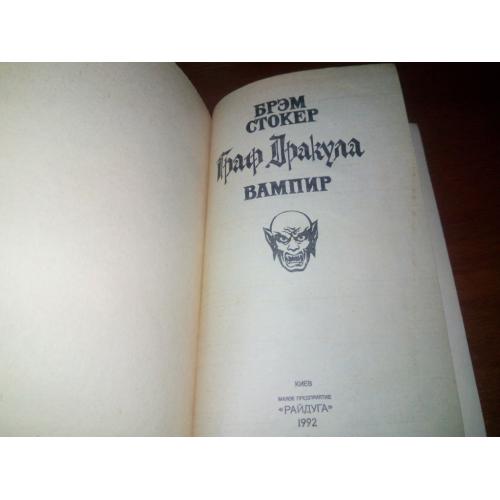 БРЭМ
СТОКЕР
Граф Дракула
ВАМПИР
КИЕВ
МАЛОЕ ПРЕДПРИЯТИЕ
«РАЙДУГА»
1992